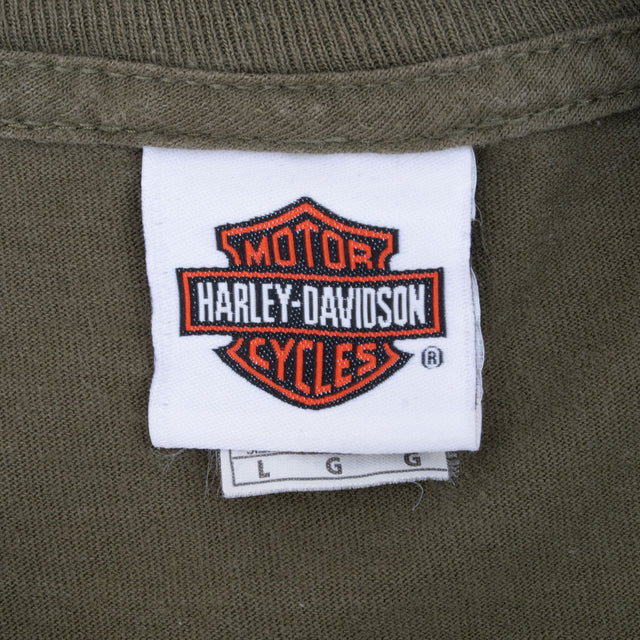 MOTOR
HARLEY-DAVIDSON
CYCLES
®
L G G